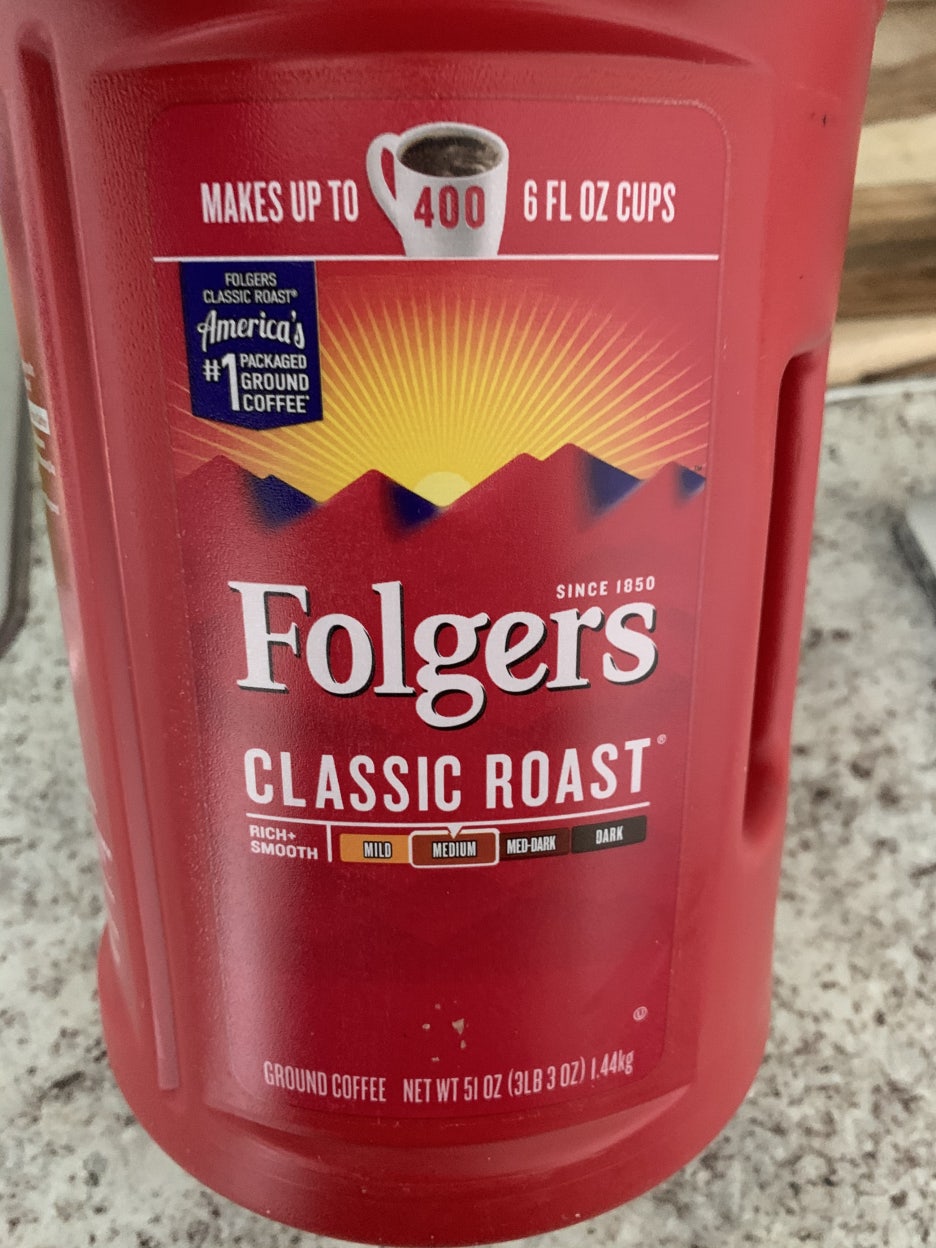 MAKES UP TO 400 6 FL OZ CUPS
FOLGERS
CLASSIC ROAST®
America's
#1 PACKAGED
GROUND
COFFEE*
™
SINCE 1850
Folgers
CLASSIC ROAST®
RICH+
SMOOTH
MILD MEDIUM MED-DARK DARK
U
GROUND COFFEE NET WT 51 OZ (3LB 3 OZ) 1.44kg